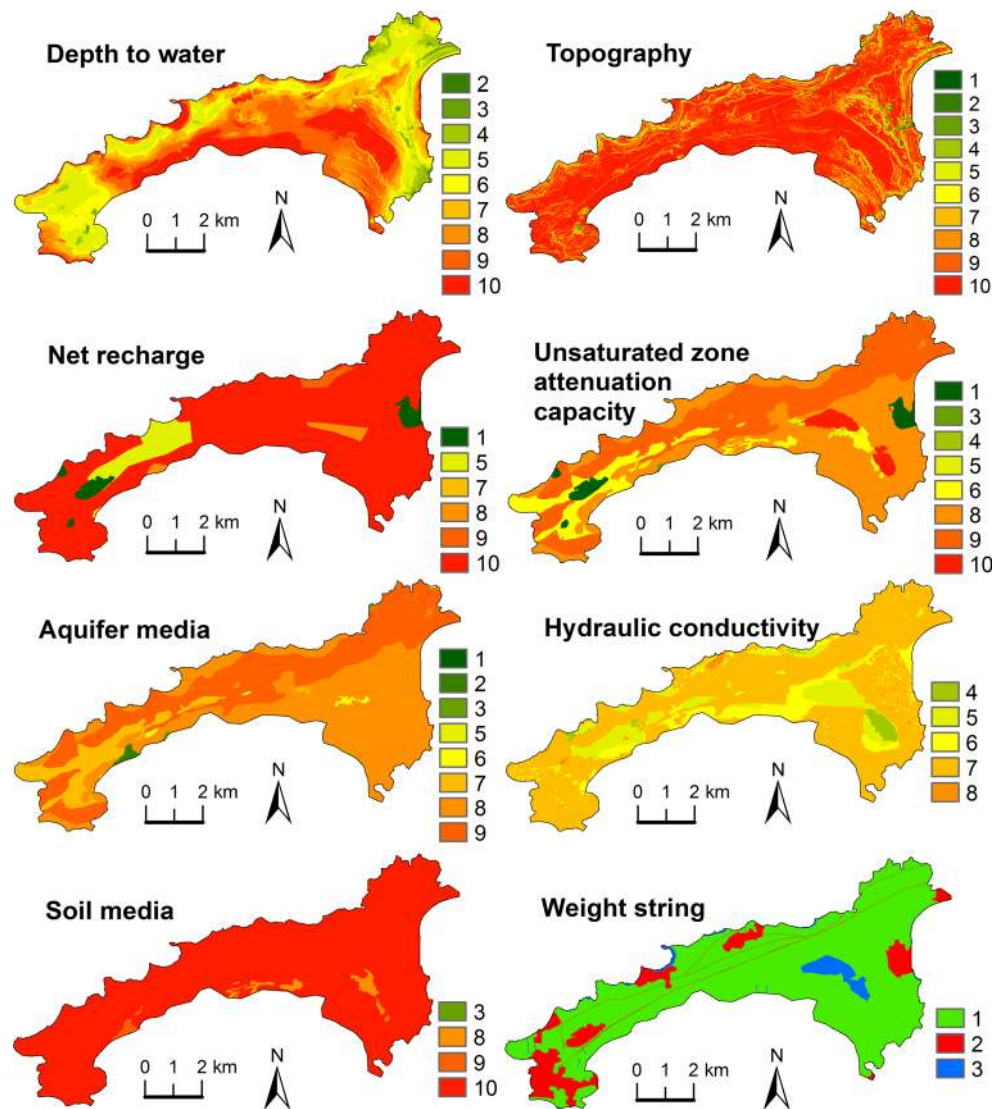 Depth to water
2
3
4
5
6
7
8
9
10
N
0 1 2 km
Topography
1
2
3
4
5
6
7
8
9
10
N
0 1 2 km
Net recharge
1
5
7
8
9
10
N
0 1 2 km
Unsaturated zone
attenuation
capacity
1
3
4
5
6
8
9
10
N
0 1 2 km
Aquifer media
1
2
3
5
6
7
8
9
N
0 1 2 km
Hydraulic conductivity
4
5
6
7
8
N
0 1 2 km
Soil media
3
8
9
10
N
0 1 2 km
Weight string
1
2
3
N
0 1 2 km